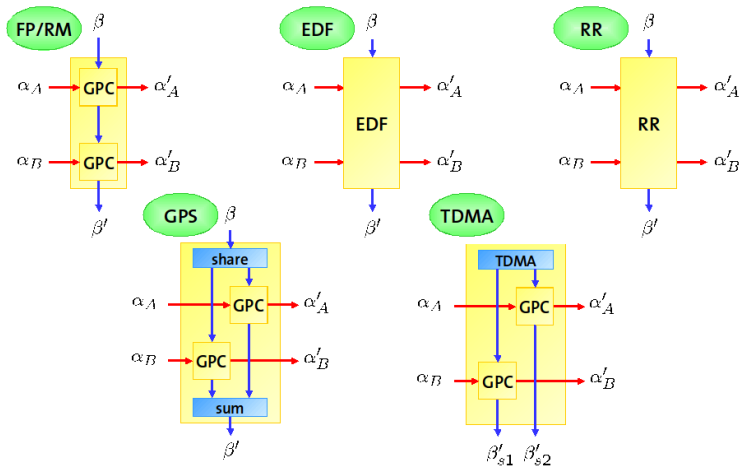 FP/RM
β
α_A GPC α′_A
α_B GPC α′_B
β′
EDF
β
α_A α′_A
EDF
α_B α′_B
β′
RR
β
α_A α′_A
RR
α_B α′_B
β′
GPS
β
share
α_A GPC α′_A
α_B GPC α′_B
sum
β′
TDMA
TDMA
α_A GPC α′_A
α_B GPC α′_B
β′_s1 β′_s2